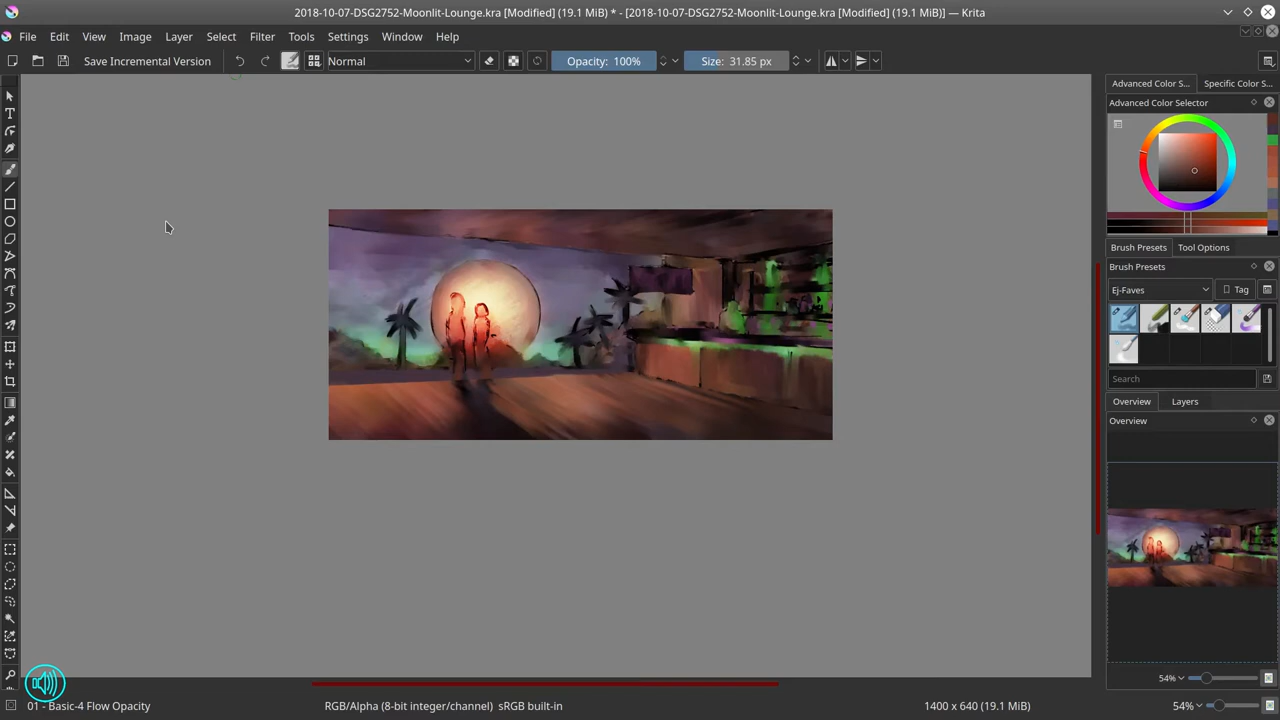 2018-10-07-DSG2752-Moonlit-Lounge.kra [Modified] (19.1 MiB) * - [2018-10-07-DSG2752-Moonlit-Lounge.kra [Modified] (19.1 MiB)] — Krita
File Edit View Image Layer Select Filter Tools Settings Window Help
Save Incremental Version Normal Opacity: 100% Size: 31.85 px
Advanced Color S... Specific Color S...
Advanced Color Selector
Brush Presets Tool Options
Brush Presets
Ej-Faves Tag
Search
Overview Layers
Overview
54%
01 - Basic-4 Flow Opacity RGB/Alpha (8-bit integer/channel) sRGB built-in 1400 x 640 (19.1 MiB) 54%